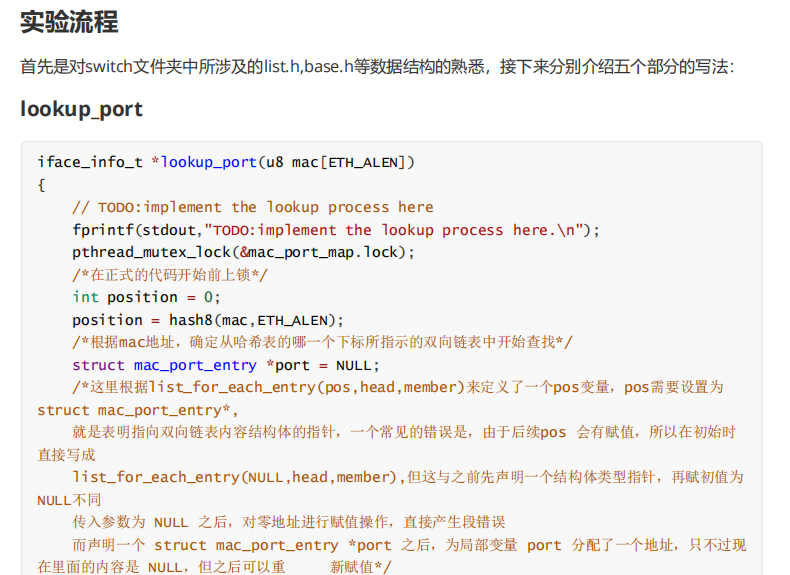 实验流程
首先是对switch文件夹中所涉及的list.h,base.h等数据结构的熟悉，接下来分别介绍五个部分的写法：
lookup_port
iface_info_t *lookup_port(u8 mac[ETH_ALEN])
{
    // TODO:implement the lookup process here
    fprintf(stdout,"TODO:implement the lookup process here.\n");
    pthread_mutex_lock(&mac_port_map.lock);
    /*在正式的代码开始前上锁*/
    int position = 0;
    position = hash8(mac,ETH_ALEN);
    /*根据mac地址，确定从哈希表的哪一个下标所指示的双向链表中开始查找*/
    struct mac_port_entry *port = NULL;
    /*这里根据list_for_each_entry(pos,head,member)来定义了一个pos变量，pos需要设置为
struct mac_port_entry*,
    就是表明指向双向链表内容结构体的指针，一个常见的错误是，由于后续pos 会有赋值，所以在初始时
直接写成
    list_for_each_entry(NULL,head,member),但这与之前先声明一个结构体类型指针，再赋初值为
NULL不同
    传入参数为 NULL 之后，对零地址进行赋值操作，直接产生段错误
    而声明一个 struct mac_port_entry *port 之后，为局部变量 port 分配了一个地址，只不过现
在里面的内容是 NULL，但之后可以重      新赋值*/